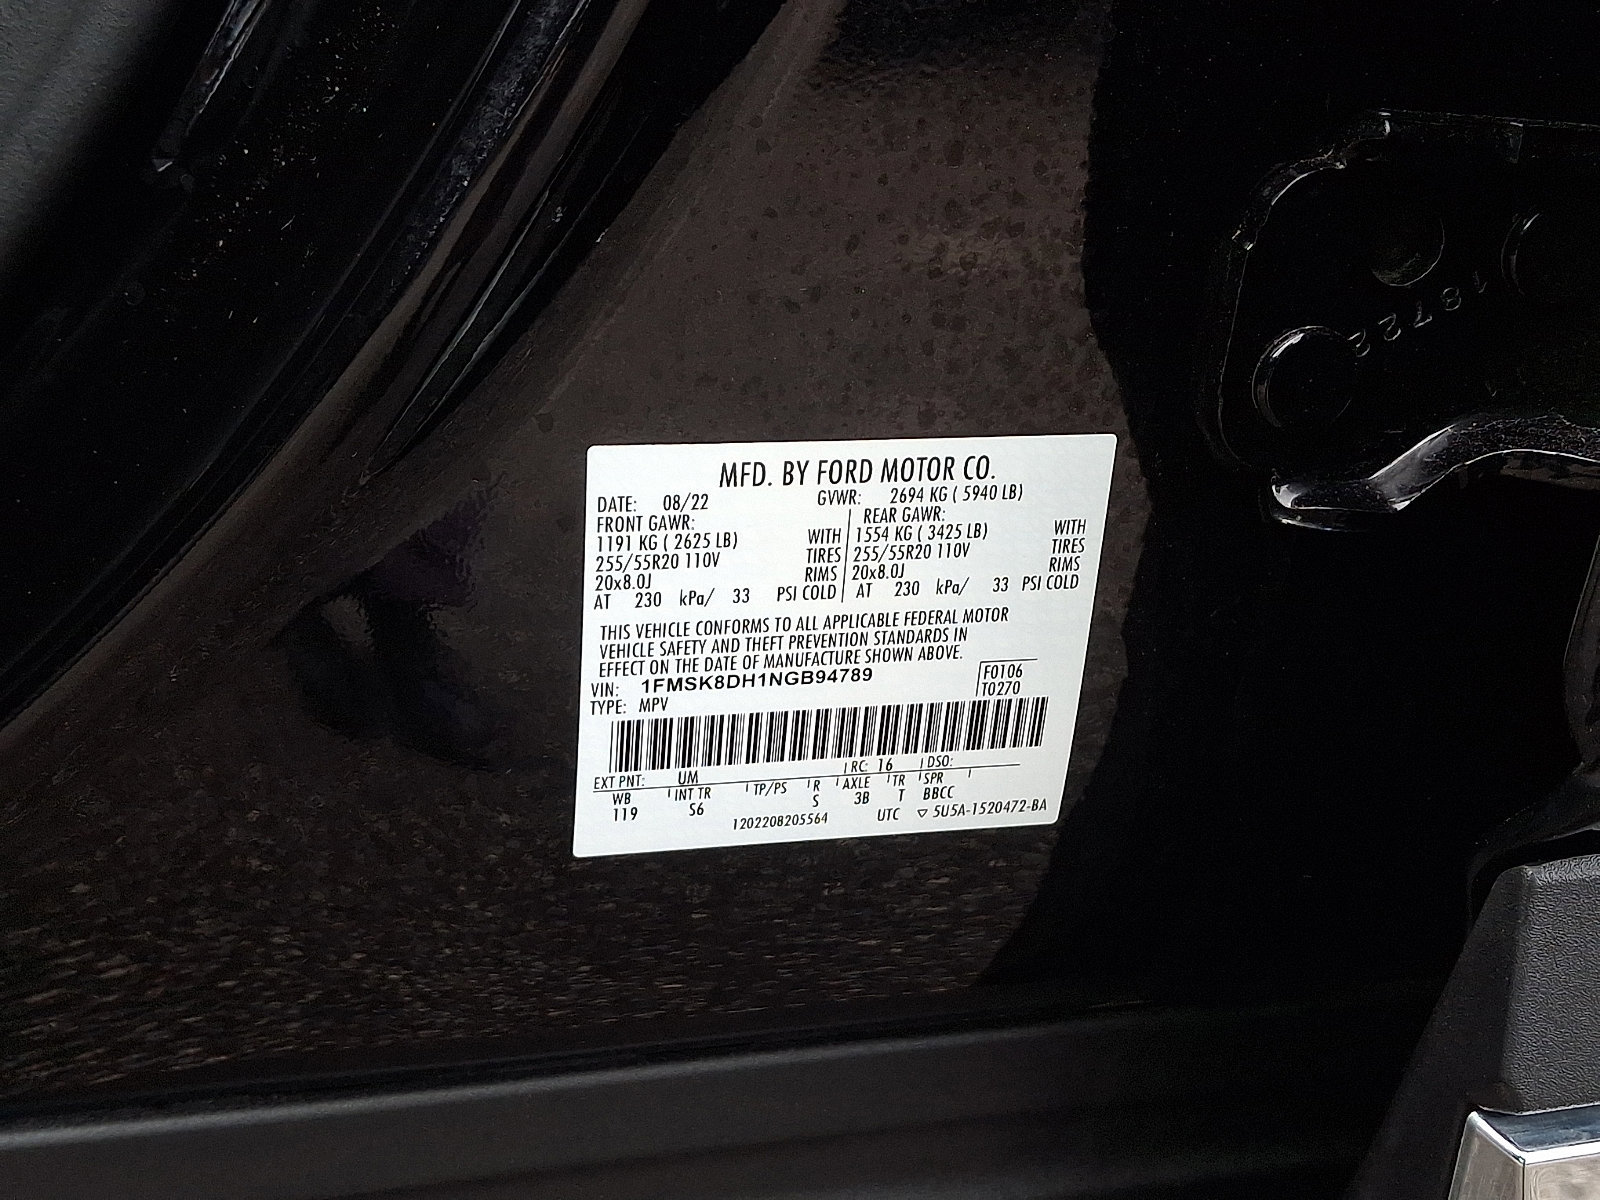 MFD. BY FORD MOTOR CO.
DATE: 08/22 GVWR: 2694 KG ( 5940 LB)
FRONT GAWR: REAR GAWR:
1191 KG ( 2625 LB) WITH 1554 KG ( 3425 LB) WITH
255/55R20 110V TIRES 255/55R20 110V TIRES
20x8.0J RIMS 20x8.0J RIMS
AT 230 kPa/ 33 PSI COLD AT 230 kPa/ 33 PSI COLD
THIS VEHICLE CONFORMS TO ALL APPLICABLE FEDERAL MOTOR
VEHICLE SAFETY AND THEFT PREVENTION STANDARDS IN
EFFECT ON THE DATE OF MANUFACTURE SHOWN ABOVE.
VIN: 1FMSK8DH1NGB94789 F0106
TYPE: MPV T0270
EXT PNT: UM RC: 16 DSO:
WB INT TR TP/PS R AXLE TR SPR
119 S6 S 3B T BBCC
1202208205564 UTC ▽ 5U5A-1520472-BA
18722